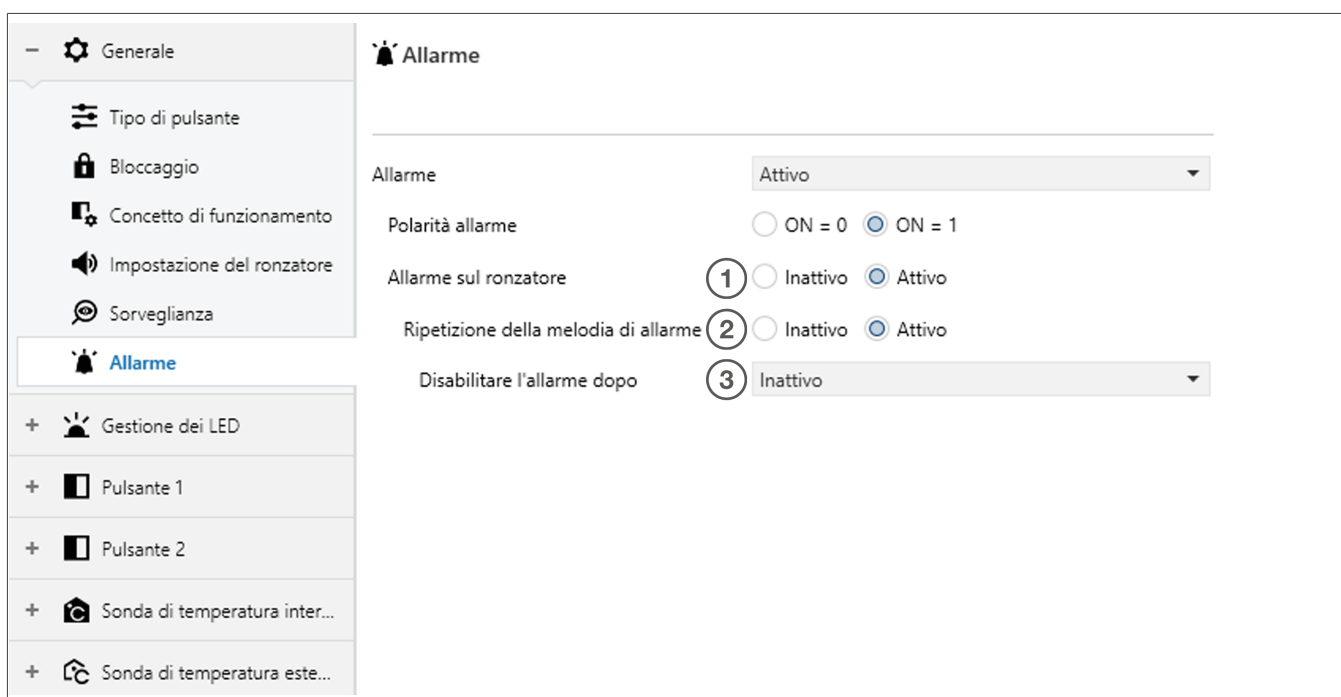 Generale
Tipo di pulsante
Bloccaggio
Concetto di funzionamento
Impostazione del ronzatore
Sorveglianza
Allarme
Gestione dei LED
Pulsante 1
Pulsante 2
Sonda di temperatura inter...
Sonda di temperatura este...
Allarme
Allarme Attivo
Polarità allarme ON = 0 ON = 1
Allarme sul ronzatore 1 Inattivo Attivo
Ripetizione della melodia di allarme 2 Inattivo Attivo
Disabilitare l'allarme dopo 3 Inattivo